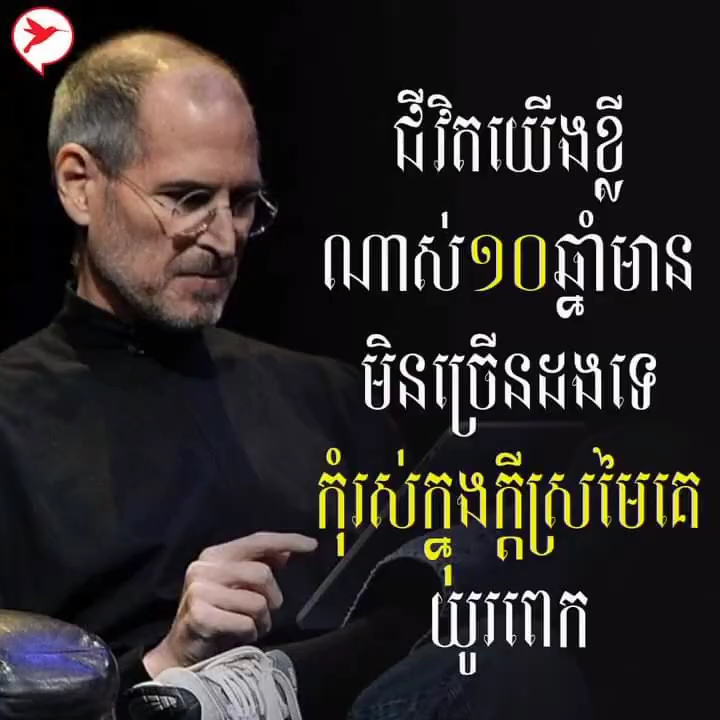 ជីវិតយើងខ្លី
ណាស់១០ឆ្នាំមាន
មិនច្រើនដងទេ
កុំរស់ក្នុងក្ដីស្រមៃគេ
យូរពេក